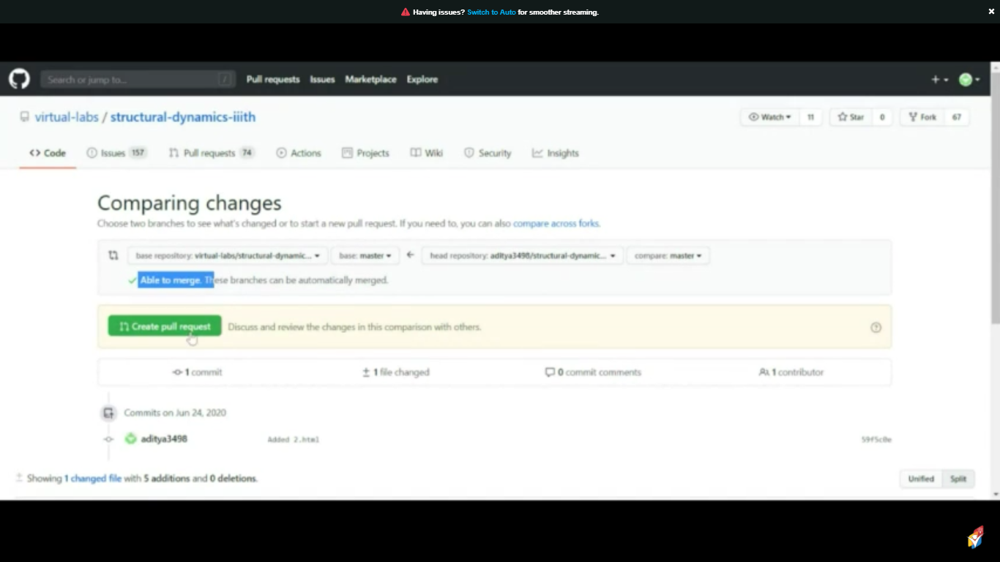 Having issues? Switch to Auto for smoother streaming.
Search or jump to... /
Pull requests Issues Marketplace Explore
virtual-labs / structural-dynamics-iiith
Watch 11 Star 0 Fork 67
<> Code Issues 157 Pull requests 74 Actions Projects Wiki Security Insights
Comparing changes
Choose two branches to see what's changed or to start a new pull request. If you need to, you can also compare across forks.
base repository: virtual-labs/structural-dynamic... base: master ← head repository: aditya3498/structural-dynamic... compare: master
Able to merge. These branches can be automatically merged.
Create pull request Discuss and review the changes in this comparison with others.
1 commit ± 1 file changed 0 commit comments 1 contributor
Commits on Jun 24, 2020
aditya3498 Added 2.html 59f5c0e
Showing 1 changed file with 5 additions and 0 deletions.
Unified Split